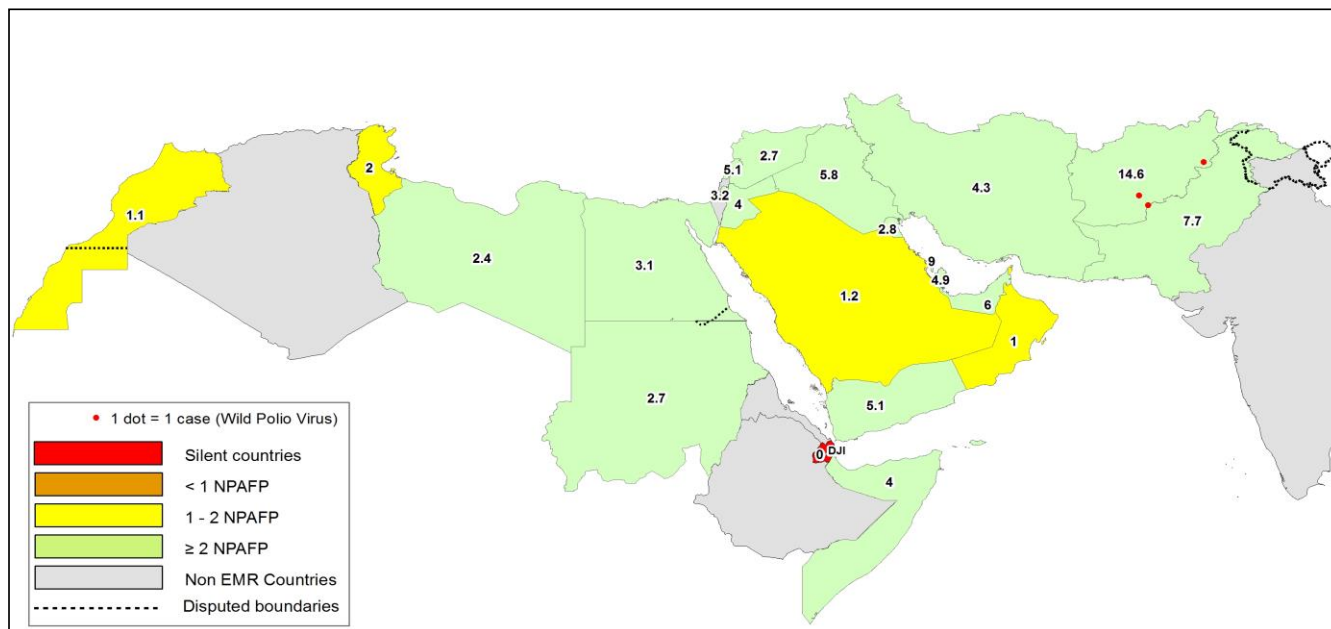 2
1.1
2.7
5.1
5.8
3.2
4
4.3
14.6
7.7
2.8
2.4
3.1
9
4.9
6
1.2
1
2.7
5.1
DJI
0
4
1 dot = 1 case (Wild Polio Virus)
Silent countries
< 1 NPAFP
1 - 2 NPAFP
≥ 2 NPAFP
Non EMR Countries
Disputed boundaries